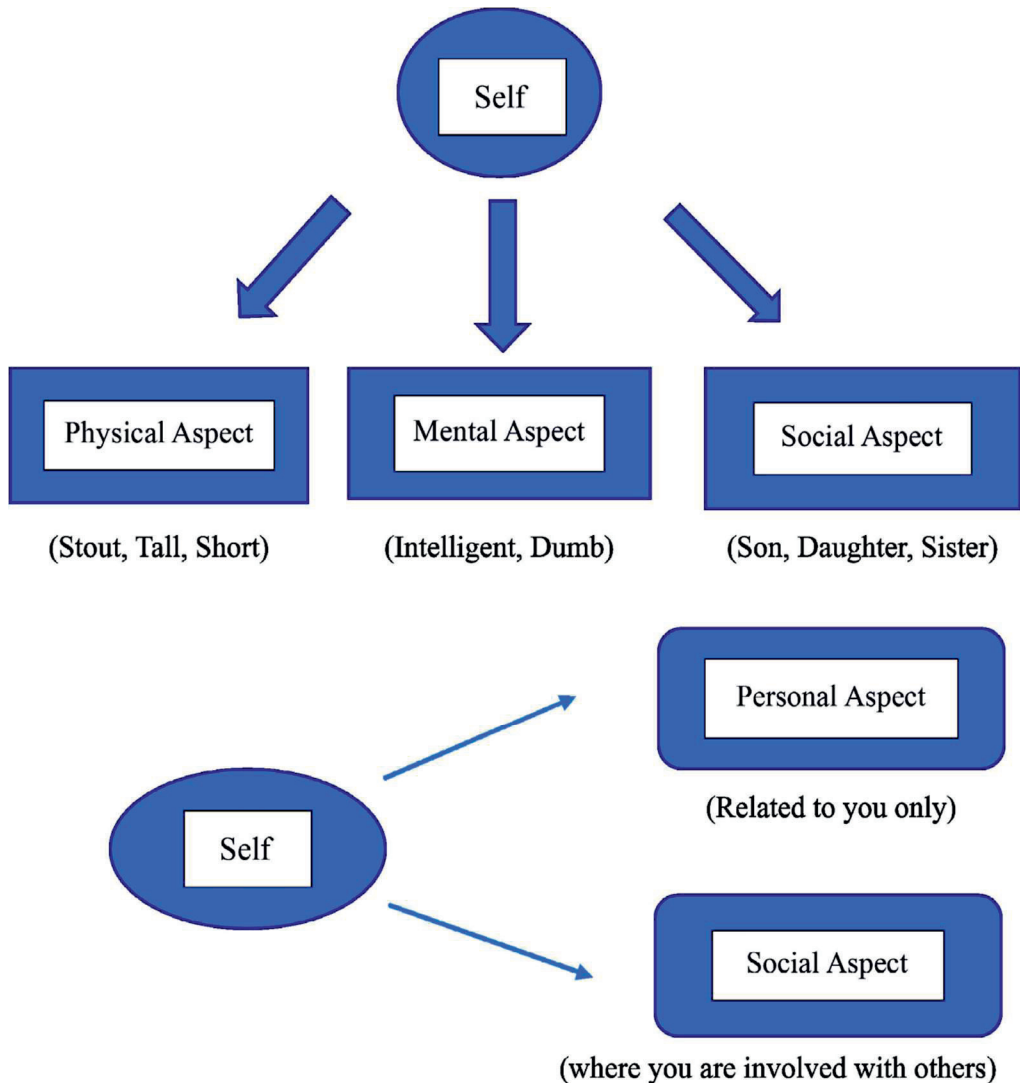 Self
Physical Aspect
Mental Aspect
Social Aspect
(Stout, Tall, Short)
(Intelligent, Dumb)
(Son, Daughter, Sister)
Personal Aspect
(Related to you only)
Self
Social Aspect
(where you are involved with others)